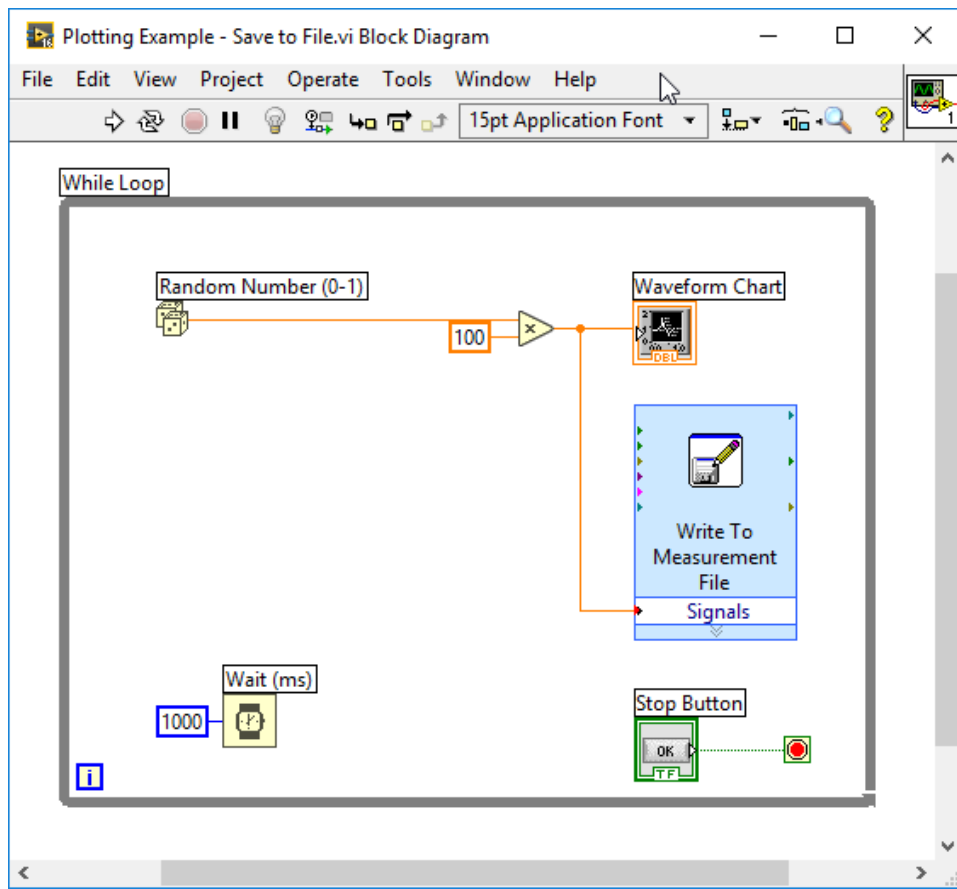 Plotting Example - Save to File.vi Block Diagram
File Edit View Project Operate Tools Window Help
15pt Application Font
1
While Loop
Random Number (0-1)
Waveform Chart
100
DBL
Write To
Measurement
File
Signals
Wait (ms)
1000
Stop Button
OK
TF
i